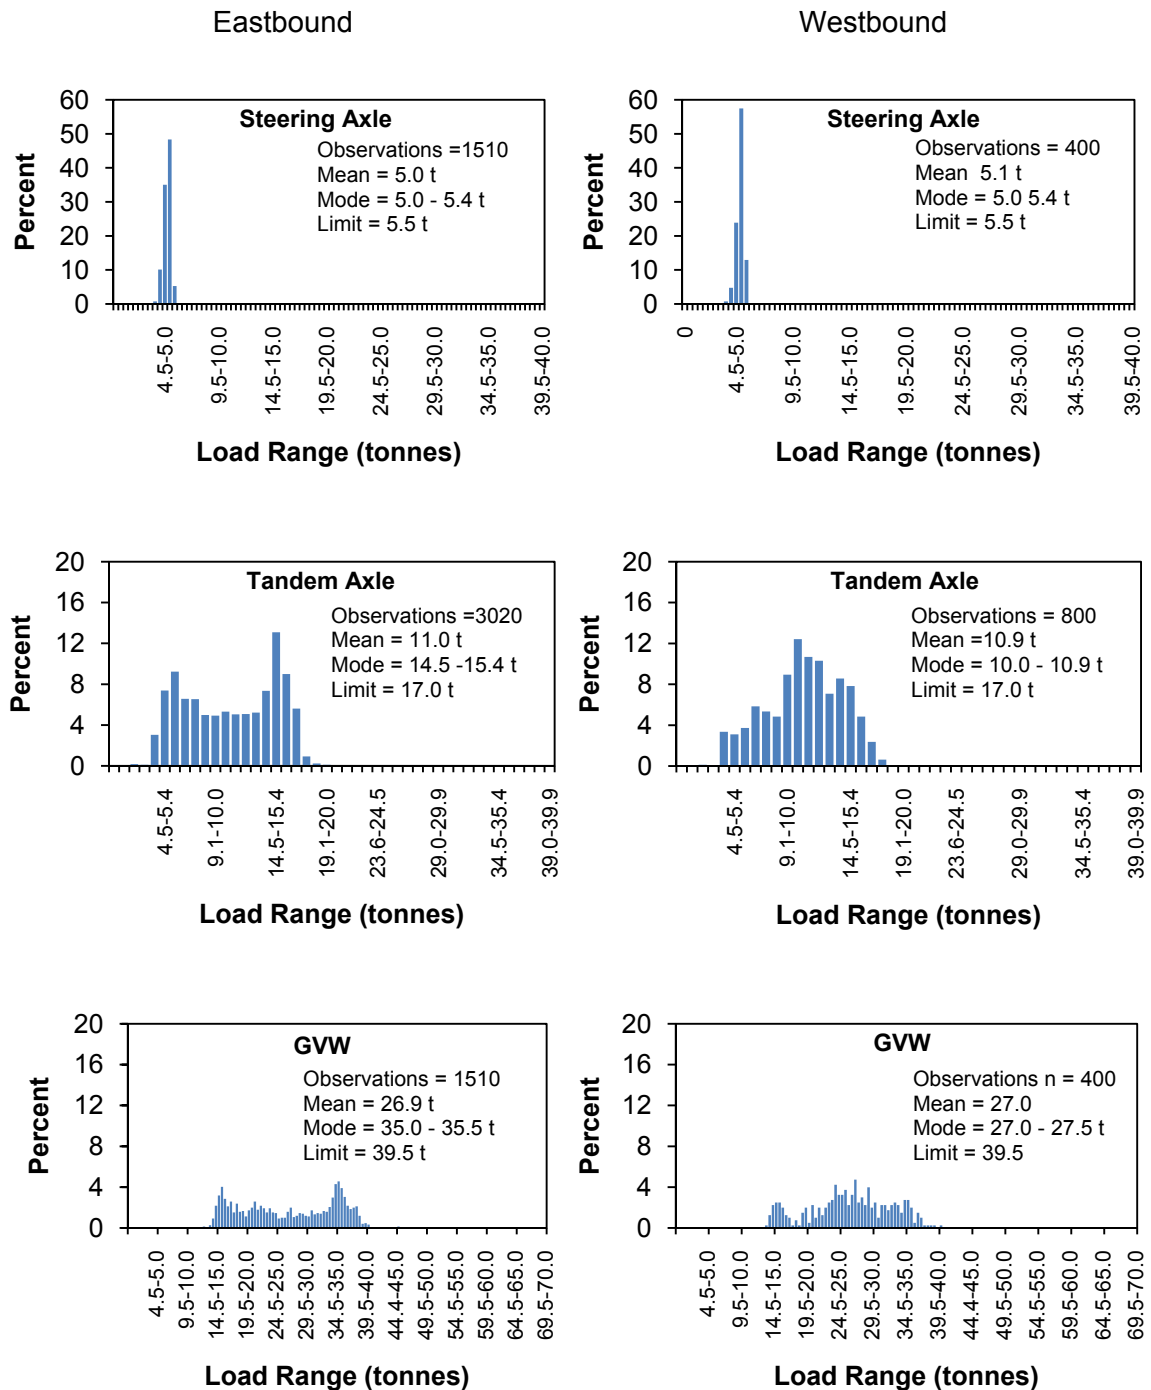 Eastbound
Westbound
Steering Axle
Observations =1510
Mean = 5.0 t
Mode = 5.0 - 5.4 t
Limit = 5.5 t
Percent
60
50
40
30
20
10
0
4.5-5.0
9.5-10.0
14.5-15.0
19.5-20.0
24.5-25.0
29.5-30.0
34.5-35.0
39.5-40.0
Load Range (tonnes)
Steering Axle
Observations = 400
Mean 5.1 t
Mode = 5.0 5.4 t
Limit = 5.5 t
Percent
60
50
40
30
20
10
0
0
4.5-5.0
9.5-10.0
14.5-15.0
19.5-20.0
24.5-25.0
29.5-30.0
34.5-35.0
39.5-40.0
Load Range (tonnes)
Tandem Axle
Observations =3020
Mean = 11.0 t
Mode = 14.5 -15.4 t
Limit = 17.0 t
Percent
20
16
12
8
4
0
4.5-5.4
9.1-10.0
14.5-15.4
19.1-20.0
23.6-24.5
29.0-29.9
34.5-35.4
39.0-39.9
Load Range (tonnes)
Tandem Axle
Observations = 800
Mean =10.9 t
Mode = 10.0 - 10.9 t
Limit = 17.0 t
Percent
20
16
12
8
4
0
4.5-5.4
9.1-10.0
14.5-15.4
19.1-20.0
23.6-24.5
29.0-29.9
34.5-35.4
39.0-39.9
Load Range (tonnes)
GVW
Observations = 1510
Mean = 26.9 t
Mode = 35.0 - 35.5 t
Limit = 39.5 t
Percent
20
16
12
8
4
0
4.5-5.0
9.5-10.0
14.5-15.0
19.5-20.0
24.5-25.0
29.5-30.0
34.5-35.0
39.5-40.0
44.4-45.0
49.5-50.0
54.5-55.0
59.5-60.0
64.5-65.0
69.5-70.0
Load Range (tonnes)
GVW
Observations n = 400
Mean = 27.0
Mode = 27.0 - 27.5 t
Limit = 39.5
Percent
20
16
12
8
4
0
4.5-5.0
9.5-10.0
14.5-15.0
19.5-20.0
24.5-25.0
29.5-30.0
34.5-35.0
39.5-40.0
44.4-45.0
49.5-50.0
54.5-55.0
59.5-60.0
64.5-65.0
69.5-70.0
Load Range (tonnes)